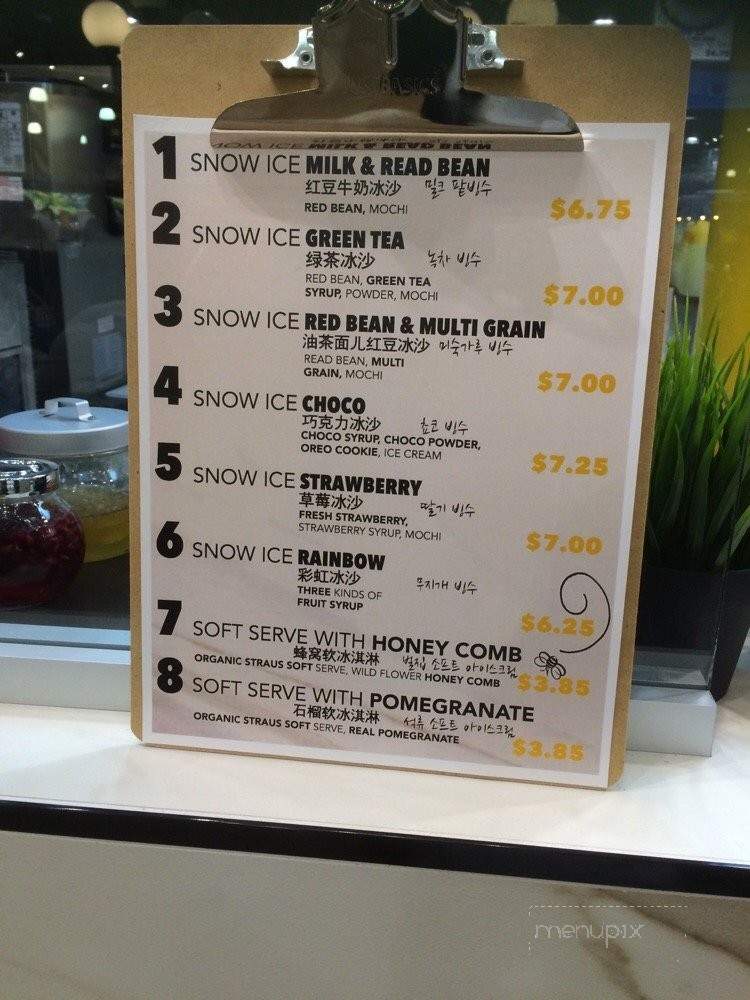 BASICS
1 SNOW ICE MILK & READ BEAN
红豆牛奶冰沙 밀크 팥빙수
RED BEAN, MOCHI
$6.75
2 SNOW ICE GREEN TEA
绿茶冰沙 녹차 빙수
RED BEAN, GREEN TEA
SYRUP, POWDER, MOCHI
$7.00
3 SNOW ICE RED BEAN & MULTI GRAIN
油茶面儿红豆冰沙 미숙가루 빙수
READ BEAN, MULTI
GRAIN, MOCHI
$7.00
4 SNOW ICE CHOCO
巧克力冰沙 쵸코 빙수
CHOCO SYRUP, CHOCO POWDER,
OREO COOKIE, ICE CREAM
$7.25
5 SNOW ICE STRAWBERRY
草莓冰沙 딸기 빙수
FRESH STRAWBERRY,
STRAWBERRY SYRUP, MOCHI
$7.00
6 SNOW ICE RAINBOW
彩虹冰沙 무지개 빙수
THREE KINDS OF
FRUIT SYRUP
$6.25
7 SOFT SERVE WITH HONEY COMB
蜂窝软冰淇淋 벌집 소프트 아이스크림
ORGANIC STRAUS SOFT SERVE, WILD FLOWER HONEY COMB
$3.85
8 SOFT SERVE WITH POMEGRANATE
石榴软冰淇淋 석류 소프트 아이스크림
ORGANIC STRAUS SOFT SERVE, REAL POMEGRANATE
$3.85
menupix